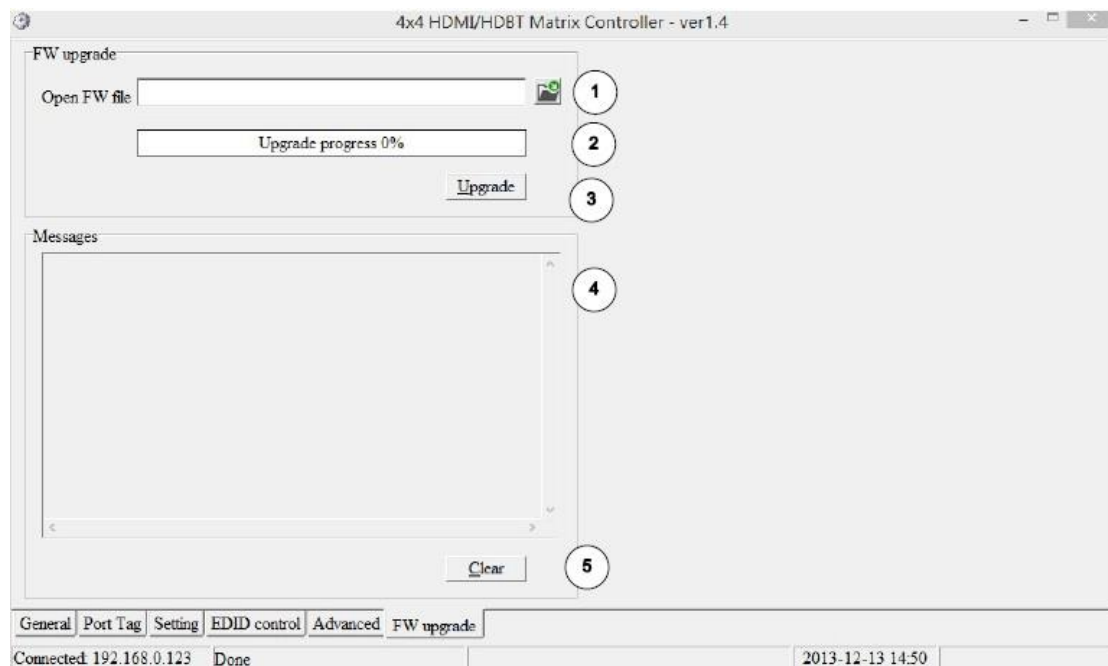 4x4 HDMI/HDBT Matrix Controller - ver1.4
FW upgrade
Open FW file
1
Upgrade progress 0%
2
Upgrade
3
Messages
4
Clear
5
General Port Tag Setting EDID control Advanced FW upgrade
Connected: 192.168.0.123 Done 2013-12-13 14:50